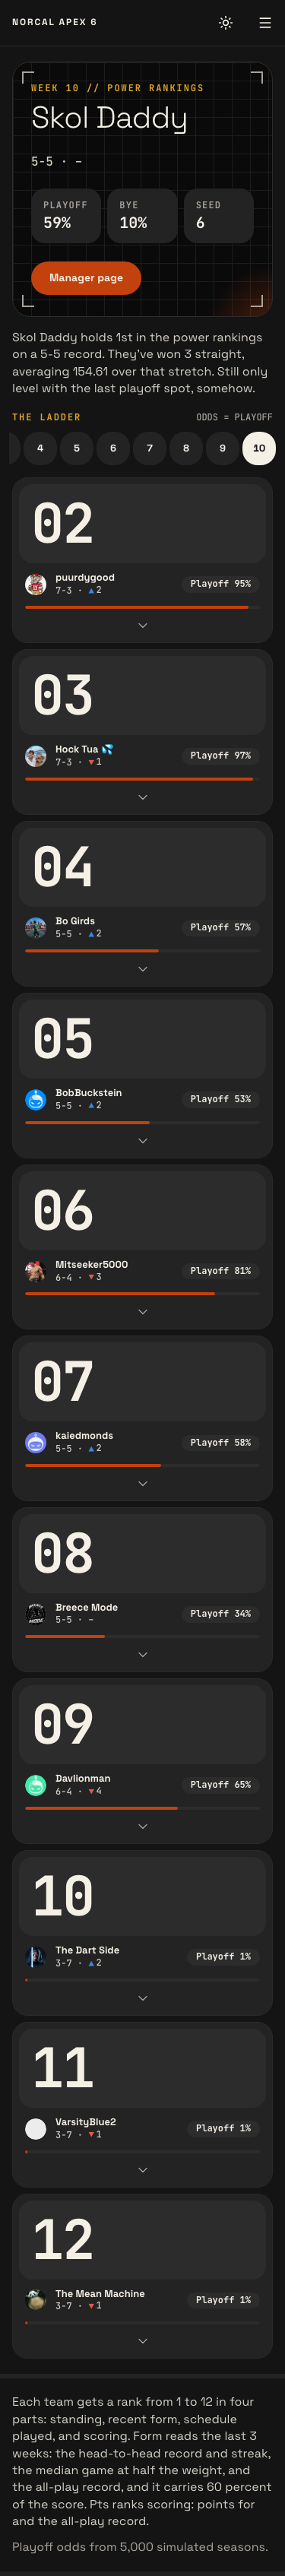 NORCAL APEX 6
WEEK 10 // POWER RANKINGS
Skol Daddy
5-5 · –
PLAYOFF
59%
BYE
10%
SEED
6
Manager page
Skol Daddy holds 1st in the power rankings
on a 5-5 record. They've won 3 straight,
averaging 154.61 over that stretch. Still only
level with the last playoff spot, somehow.
THE LADDER ODDS = PLAYOFF
4 5 6 7 8 9 10
02
puurdygood
7-3 · ▲2
Playoff 95%
03
Hock Tua 💦
7-3 · ▼1
Playoff 97%
04
Bo Girds
5-5 · ▲2
Playoff 57%
05
BobBuckstein
5-5 · ▲2
Playoff 53%
06
Mitseeker5000
6-4 · ▼3
Playoff 81%
07
kaiedmonds
5-5 · ▲2
Playoff 58%
08
Breece Mode
5-5 · –
Playoff 34%
09
Davlionman
6-4 · ▼4
Playoff 65%
10
The Dart Side
3-7 · ▲2
Playoff 1%
11
VarsityBlue2
3-7 · ▼1
Playoff 1%
12
The Mean Machine
3-7 · ▼1
Playoff 1%
Each team gets a rank from 1 to 12 in four
parts: standing, recent form, schedule
played, and scoring. Form reads the last 3
weeks: the head-to-head record and streak,
the median game at half the weight, and
the all-play record, and it carries 60 percent
of the score. Pts ranks scoring: points for
and the all-play record.
Playoff odds from 5,000 simulated seasons.